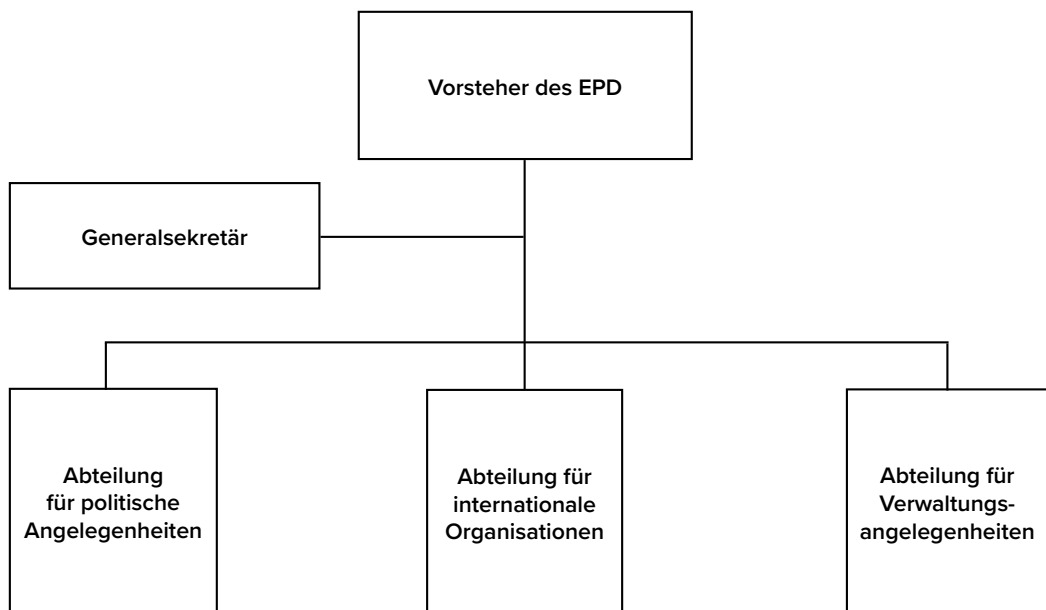 Vorsteher des EPD
Generalsekretär
Abteilung
für politische
Angelegenheiten
Abteilung für
internationale
Organisationen
Abteilung für
Verwaltungs-
angelegenheiten